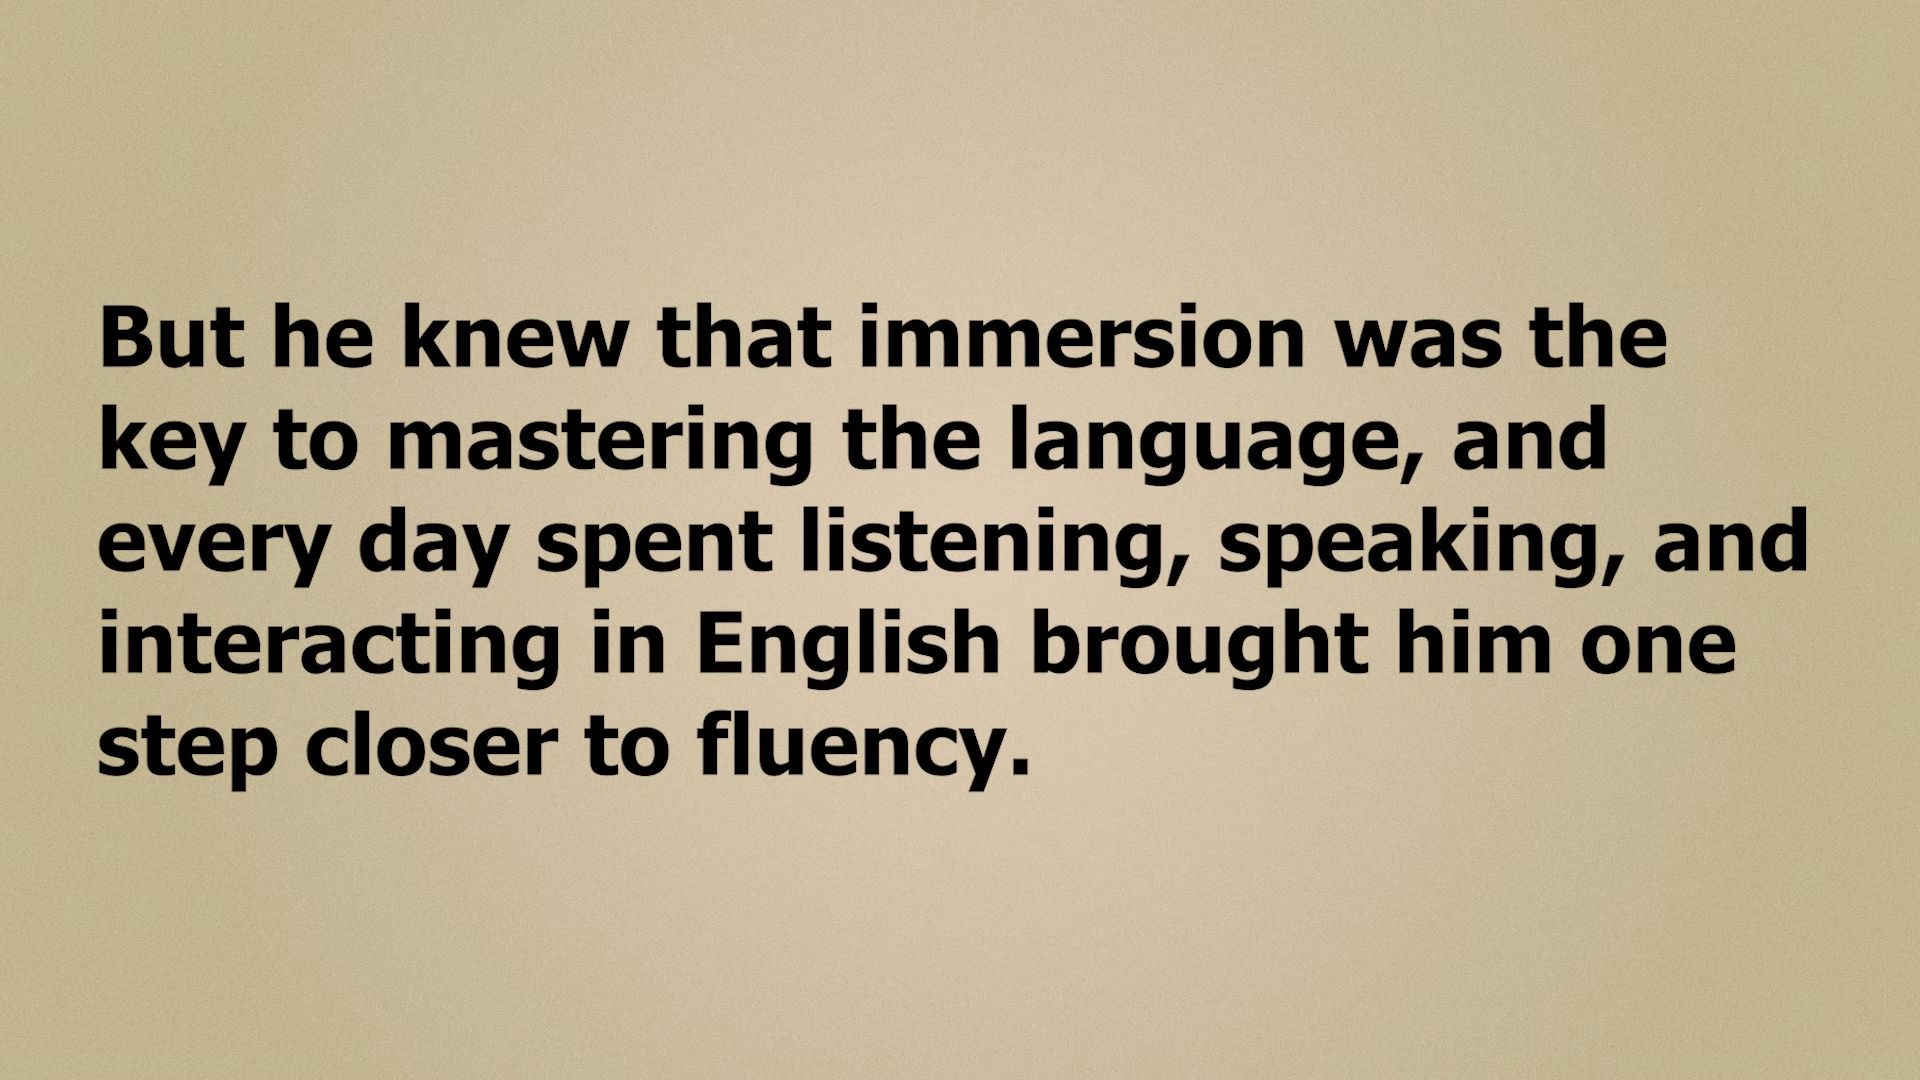 But he knew that immersion was the
key to mastering the language, and
every day spent listening, speaking, and
interacting in English brought him one
step closer to fluency.